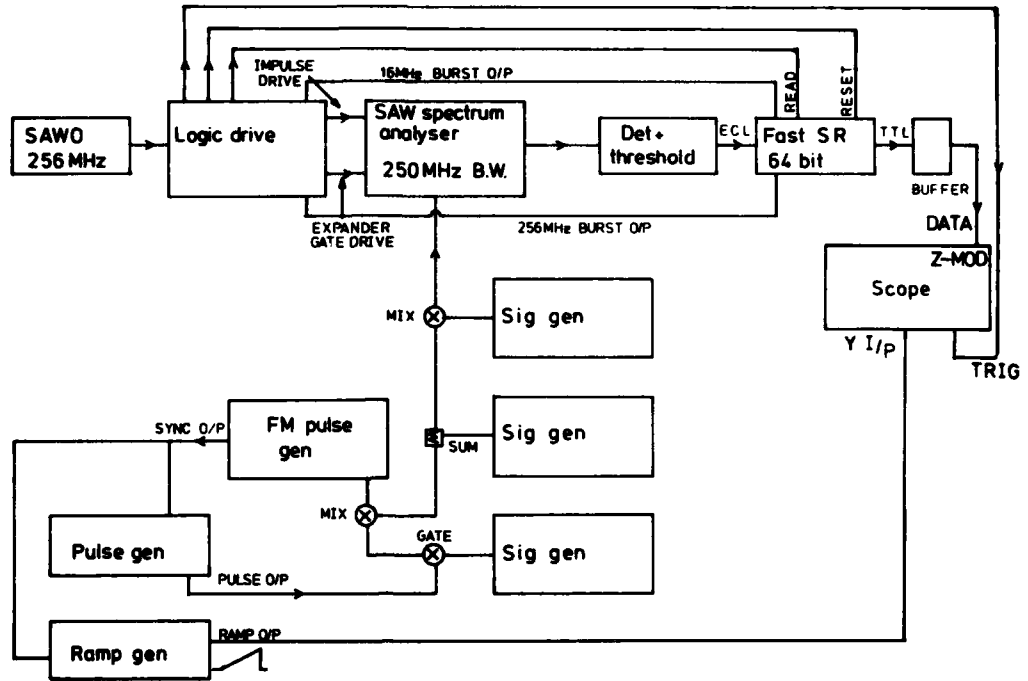 IMPULSE
DRIVE
16MHz BURST O/P
READ
RESET
SAWO
256 MHz
Logic drive
SAW spectrum
analyser
250MHz B.W.
Det+
threshold
ECL
Fast SR
64 bit
TTL
BUFFER
EXPANDER
GATE DRIVE
256MHz BURST O/P
DATA
Z-MOD
Scope
MIX
Sig gen
Y I/P
TRIG
SYNC O/P
FM pulse
gen
SUM
Sig gen
MIX
GATE
Pulse gen
Sig gen
PULSE O/P
RAMP O/P
Ramp gen